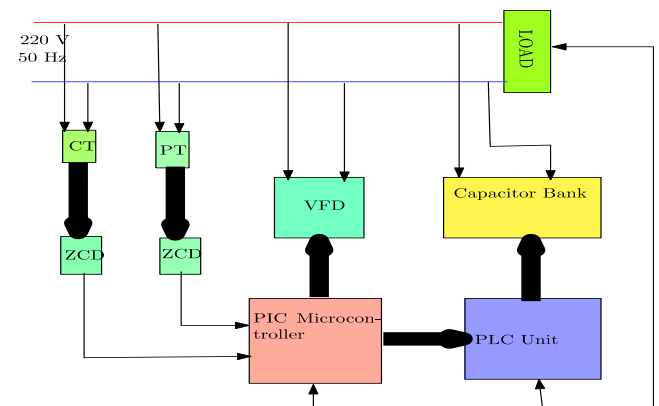 220 V
50 Hz
LOAD
CT
PT
VFD
Capacitor Bank
ZCD
ZCD
PIC Microcon-
troller
PLC Unit